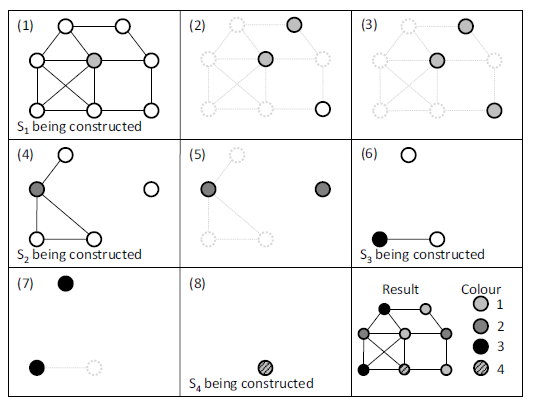 (1)
S₁ being constructed
(2)
(3)
(4)
S₂ being constructed
(5)
(6)
S₃ being constructed
(7)
(8)
S₄ being constructed
Result
Colour
1
2
3
4